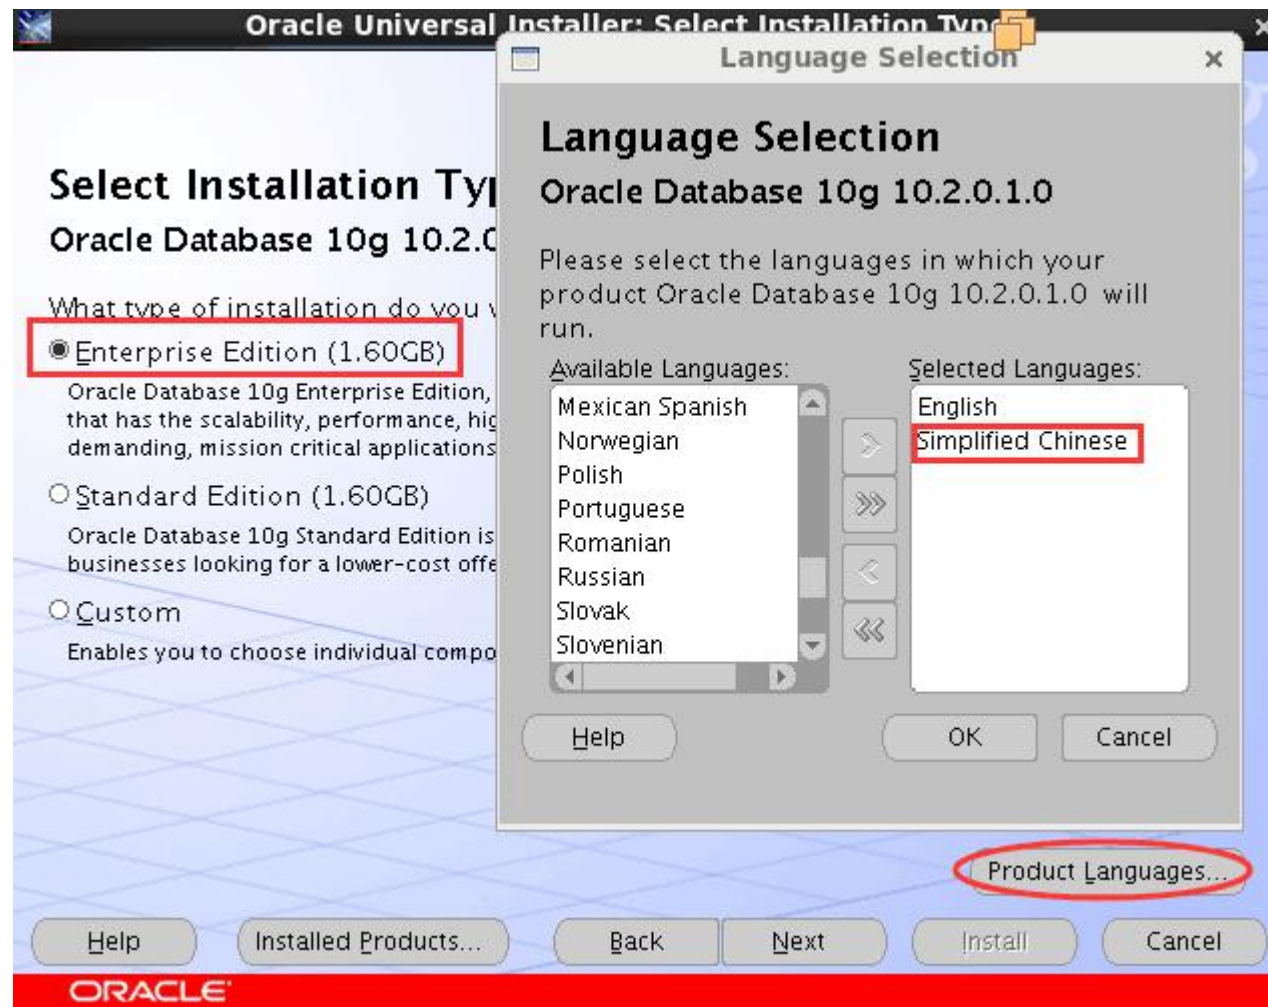 Oracle Universal Installer: Select Installation Type
Language Selection
Language Selection
Oracle Database 10g 10.2.0.1.0
Please select the languages in which your
product Oracle Database 10g 10.2.0.1.0 will
run.
Available Languages:
Mexican Spanish
Norwegian
Polish
Portuguese
Romanian
Russian
Slovak
Slovenian
Selected Languages:
English
Simplified Chinese
Help
OK
Cancel
Select Installation Typ
Oracle Database 10g 10.2.0
What type of installation do you
Enterprise Edition (1.60GB)
Oracle Database 10g Enterprise Edition,
that has the scalability, performance, hig
demanding, mission critical applications
Standard Edition (1.60GB)
Oracle Database 10g Standard Edition is
businesses looking for a lower-cost offe
Custom
Enables you to choose individual compo
Product Languages...
Help
Installed Products...
Back
Next
Install
Cancel
ORACLE